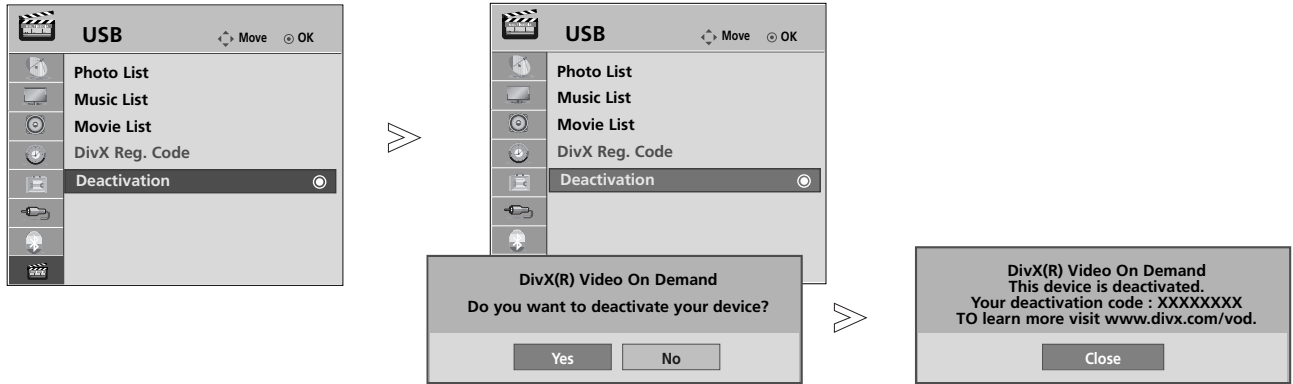 USB Move OK
Photo List
Music List
Movie List
DivX Reg. Code
Deactivation
USB Move OK
Photo List
Music List
Movie List
DivX Reg. Code
Deactivation
DivX(R) Video On Demand
Do you want to deactivate your device?
Yes No
DivX(R) Video On Demand
This device is deactivated.
Your deactivation code : XXXXXXXX
TO learn more visit www.divx.com/vod.
Close